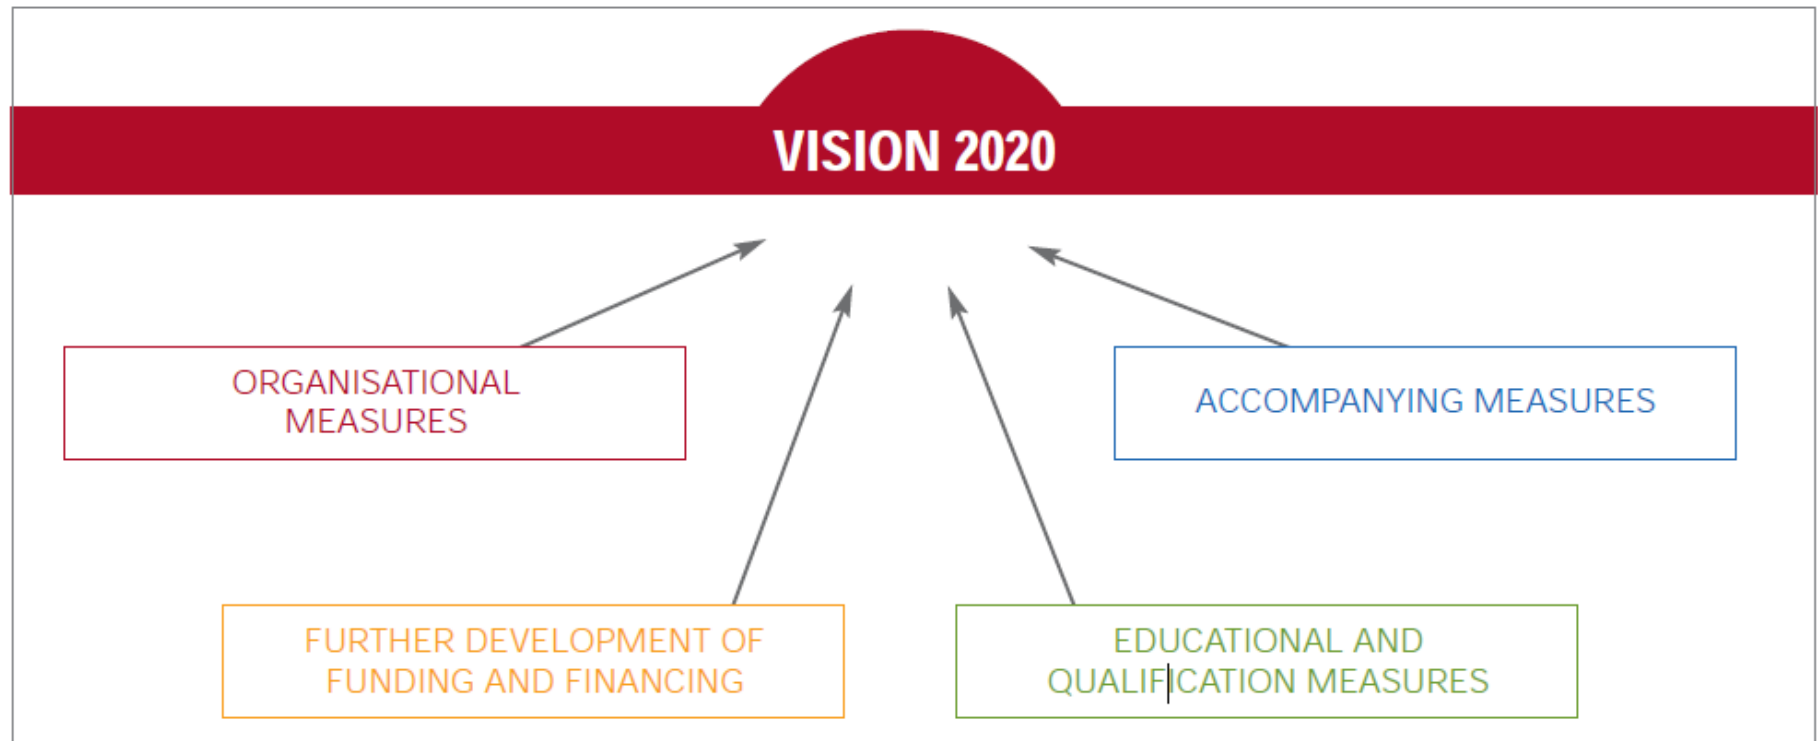 VISION 2020
ORGANISATIONAL
MEASURES
ACCOMPANYING MEASURES
FURTHER DEVELOPMENT OF
FUNDING AND FINANCING
EDUCATIONAL AND
QUALIFICATION MEASURES